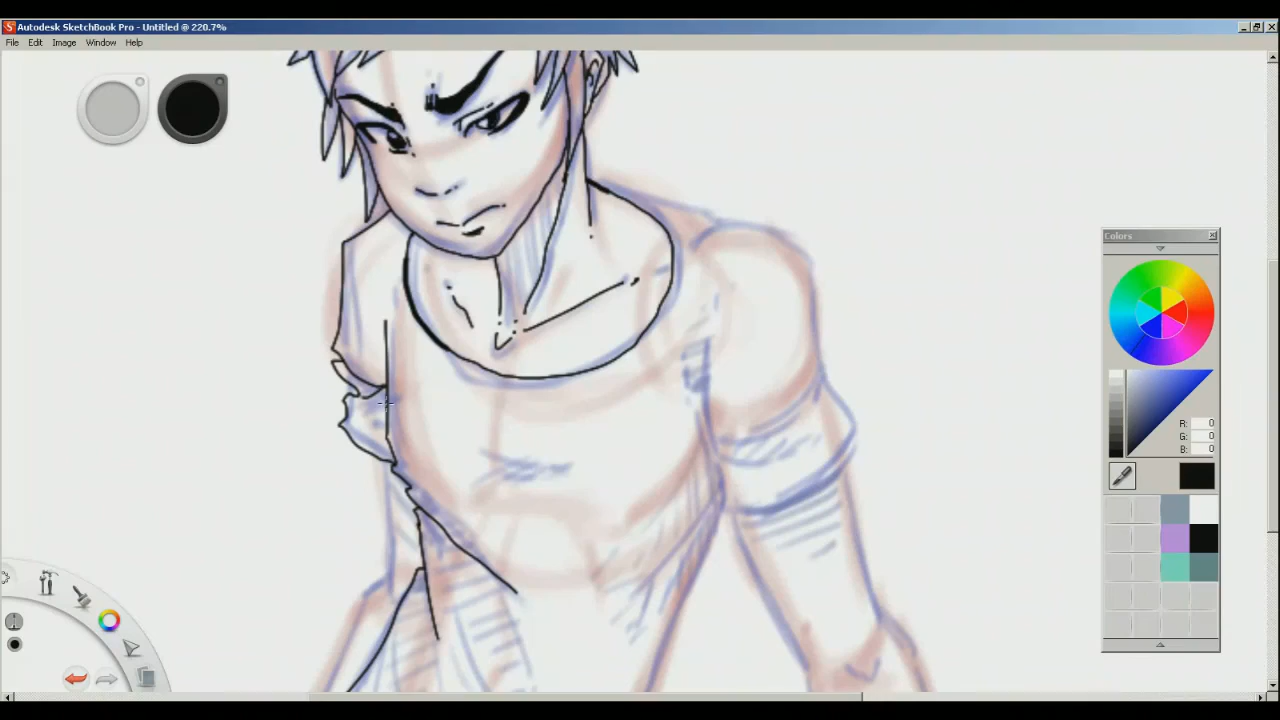 Autodesk SketchBook Pro - Untitled @ 220.7%
File Edit Image Window Help
Colors
R: 0
G: 0
B: 0